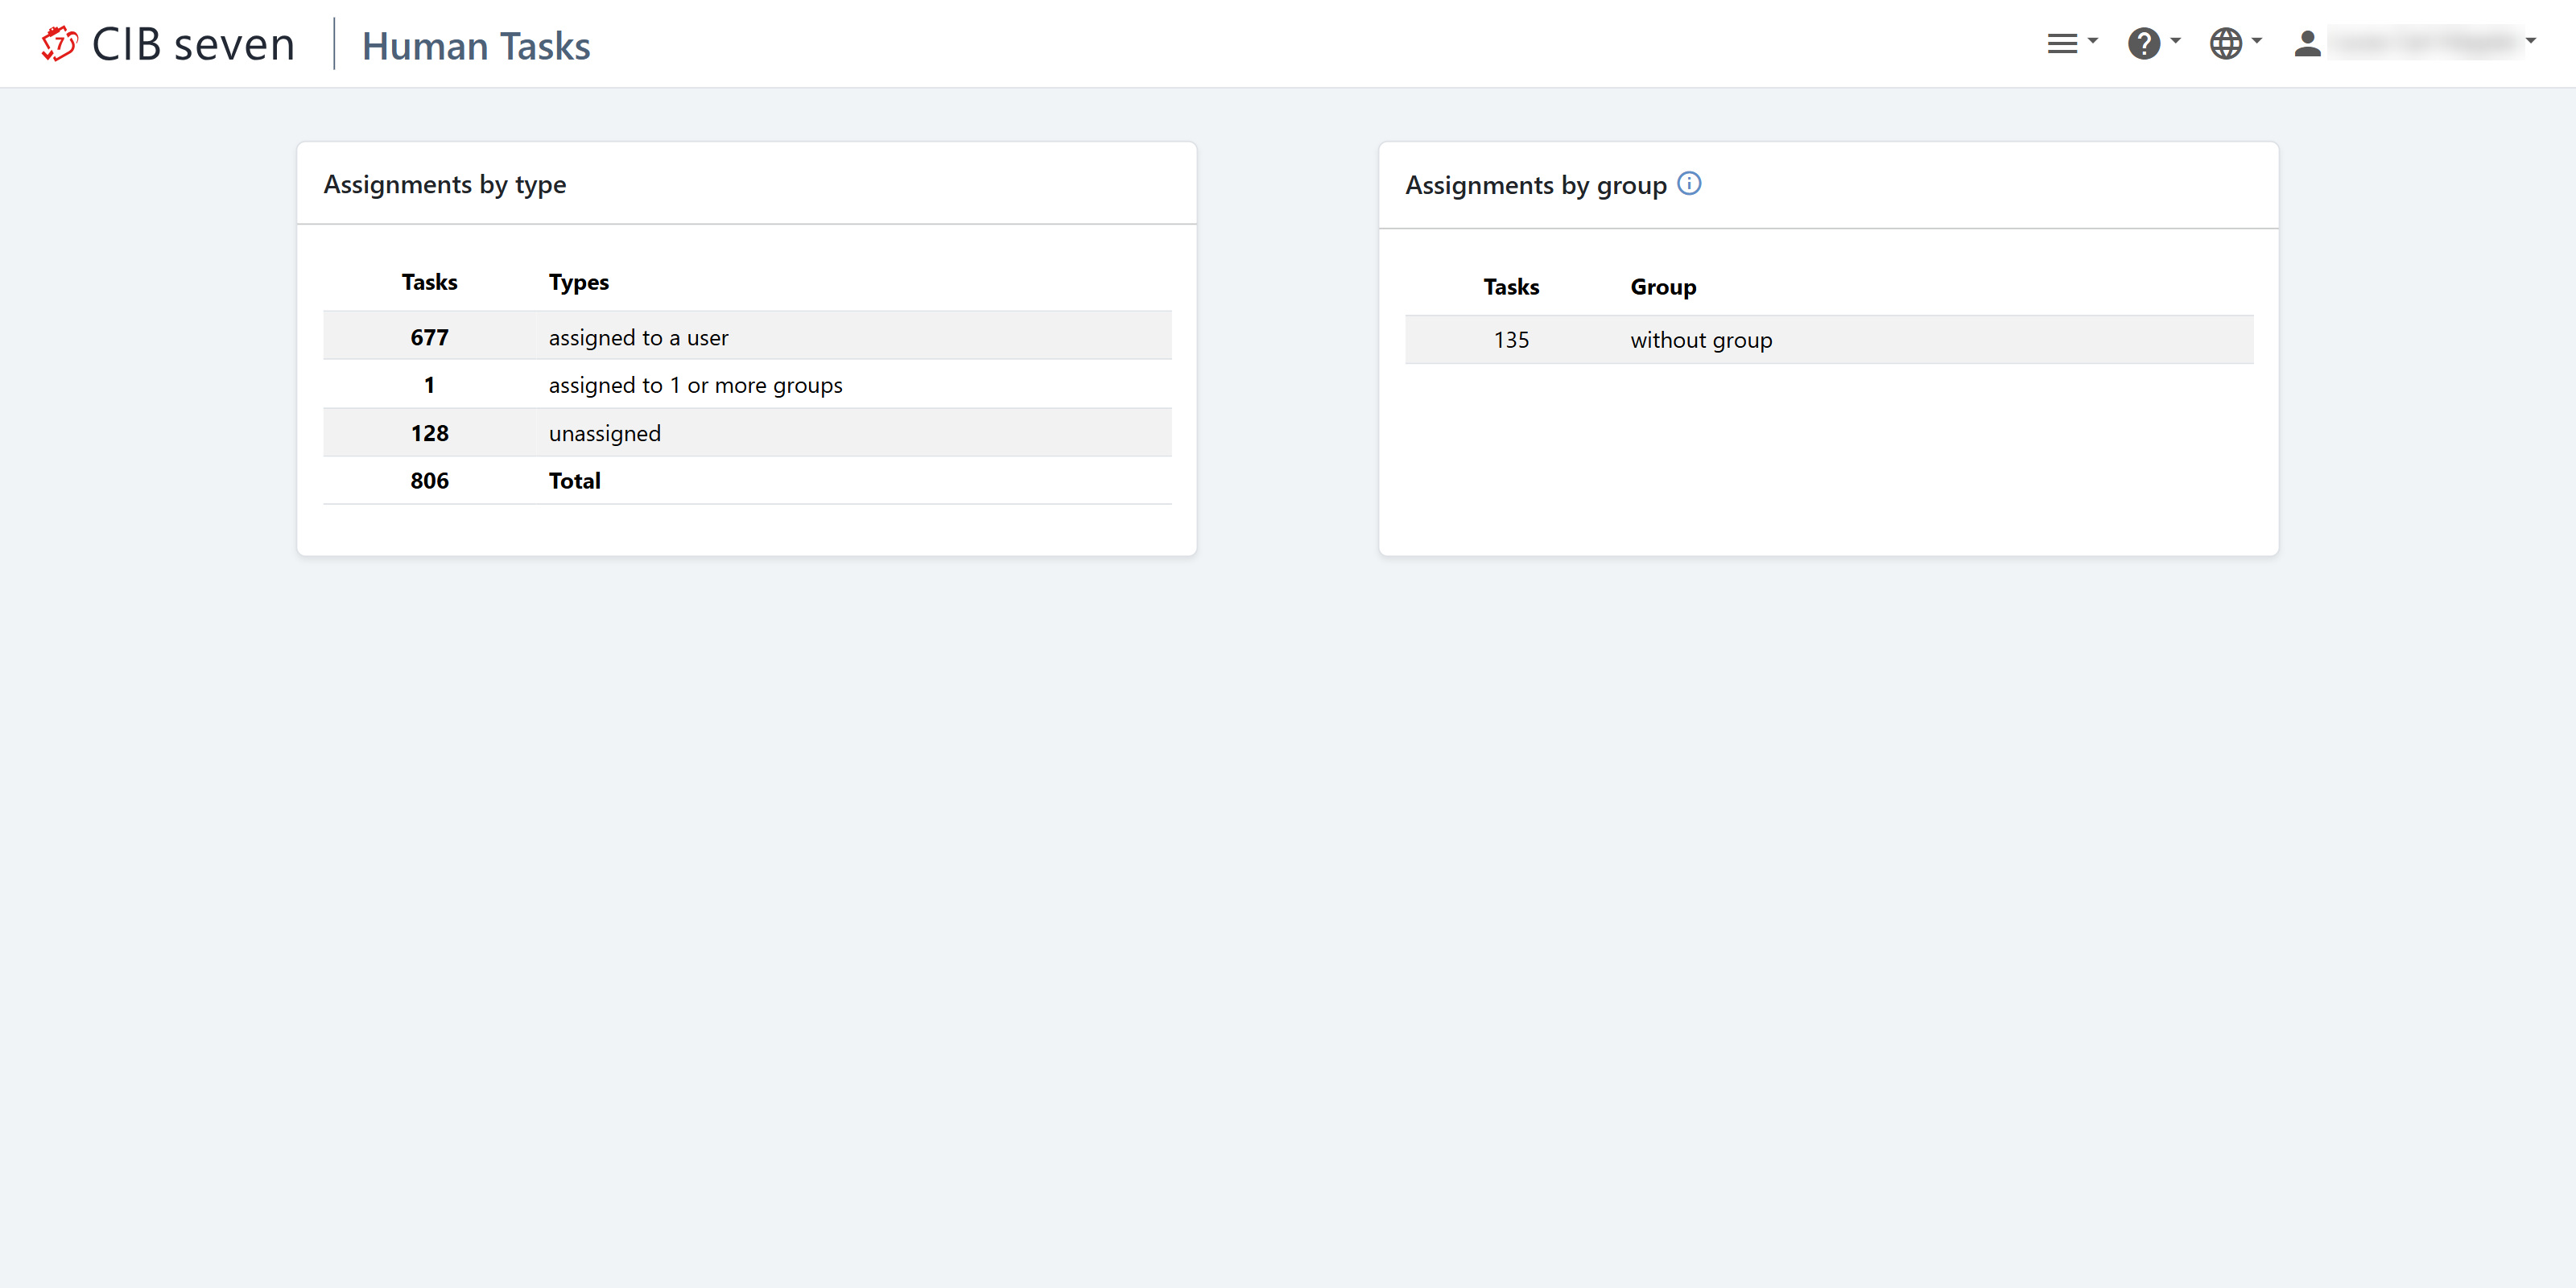 CIB seven
Human Tasks
Assignments by type
Tasks Types
677 assigned to a user
1 assigned to 1 or more groups
128 unassigned
806 Total
Assignments by group
Tasks Group
135 without group